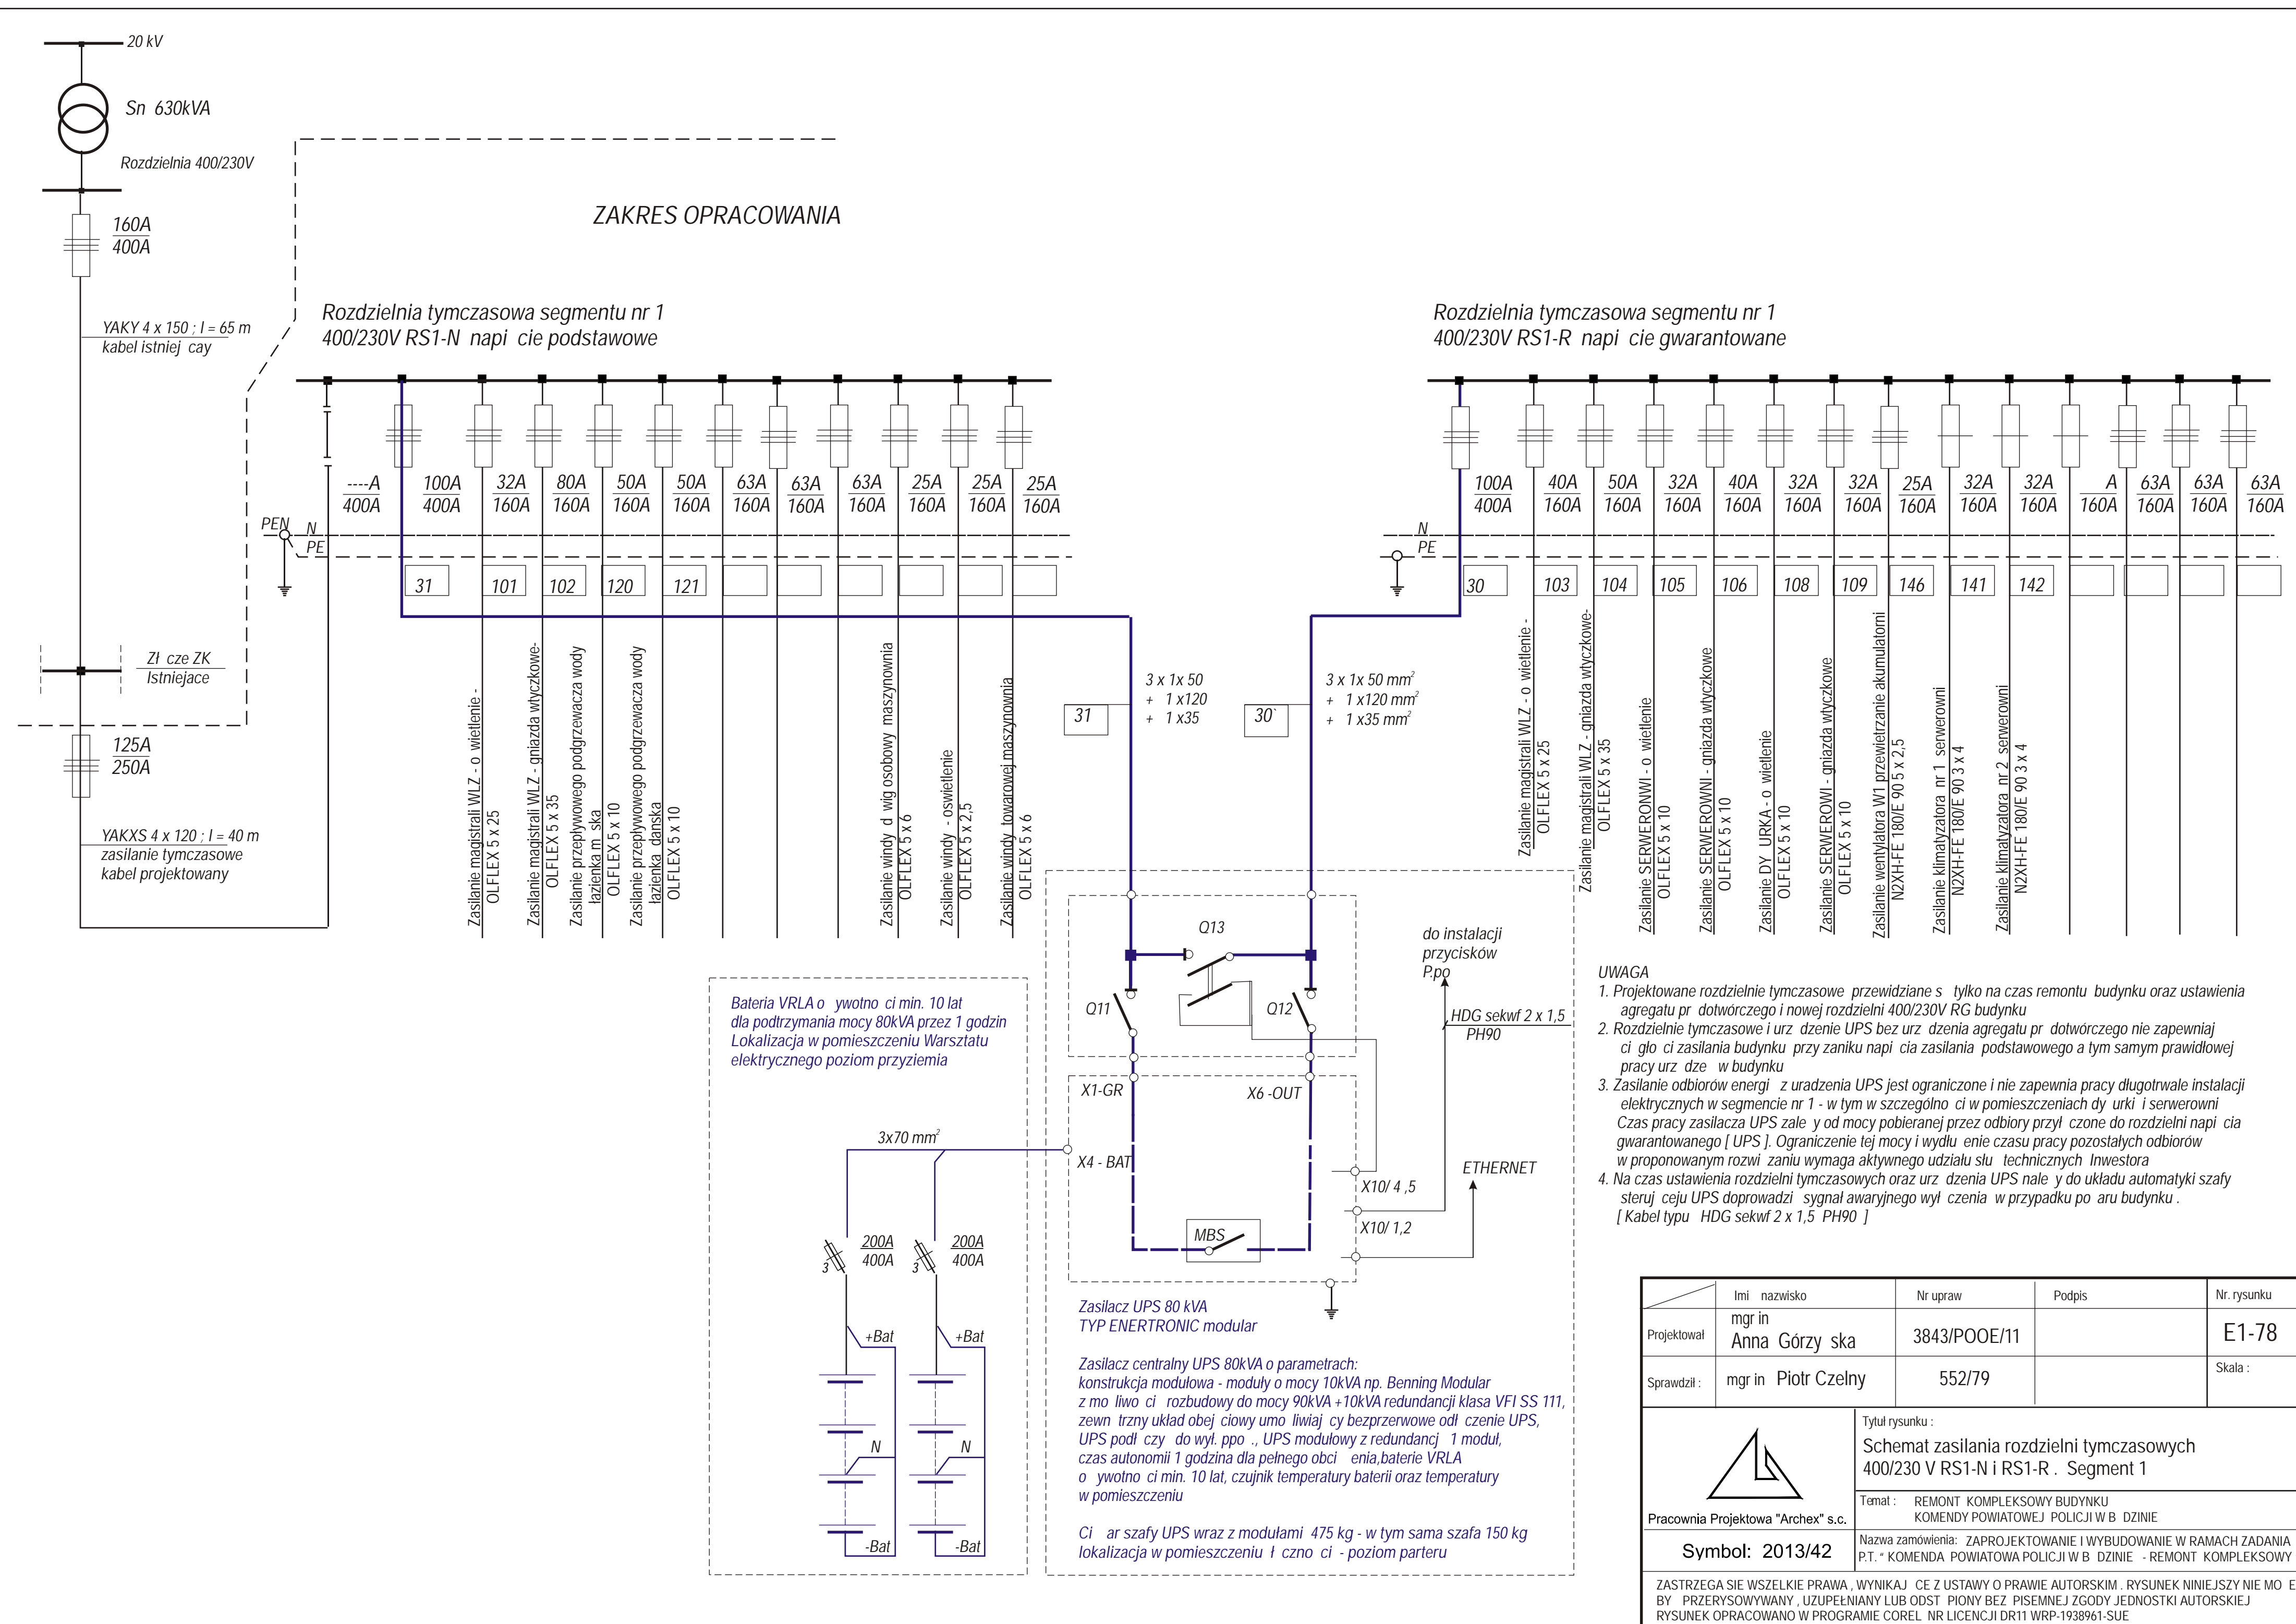 20 kV
Sn 630kVA
Rozdzielnia 400/230V
160A
400A
ZAKRES OPRACOWANIA
YAKY 4 x 150 ; l = 65 m
kabel istniej cay
Rozdzielnia tymczasowa segmentu nr 1
400/230V RS1-N napi cie podstawowe
Rozdzielnia tymczasowa segmentu nr 1
400/230V RS1-R napi cie gwarantowane
----A
400A
100A
400A
32A
160A
80A
160A
50A
160A
50A
160A
63A
160A
63A
160A
63A
160A
25A
160A
25A
160A
25A
160A
100A
400A
40A
160A
50A
160A
32A
160A
40A
160A
32A
160A
32A
160A
25A
160A
32A
160A
32A
160A
A
160A
63A
160A
63A
160A
63A
160A
PEN
N
PE
N
PE
31
101
102
120
121
30
103
104
105
106
108
109
146
141
142
Zł cze ZK
Istniejace
125A
250A
YAKXS 4 x 120 ; l = 40 m
zasilanie tymczasowe
kabel projektowany
Zasilanie magistrali WLZ - o wietlenie -
OLFLEX 5 x 25
Zasilanie magistrali WLZ - gniazda wtyczkowe-
OLFLEX 5 x 35
Zasilanie przepływowego podgrzewacza wody
łazienka m ska
OLFLEX 5 x 10
Zasilanie przepływowego podgrzewacza wody
łazienka danska
OLFLEX 5 x 10
Zasilanie windy d wig osobowy maszynownia
OLFLEX 5 x 6
Zasilanie windy - oswietlenie
OLFLEX 5 x 2,5
Zasilanie windy towarowej maszynownia
OLFLEX 5 x 6
31
3 x 1x 50
+ 1 x120
+ 1 x35
30`
3 x 1x 50 mm²
+ 1 x120 mm²
+ 1 x35 mm²
Zasilanie magistrali WLZ - o wietlenie -
OLFLEX 5 x 25
Zasilanie magistrali WLZ - gniazda wtyczkowe-
OLFLEX 5 x 35
Zasilanie SERWERONWI - o wietlenie
OLFLEX 5 x 10
Zasilanie SERWEROWNI - gniazda wtyczkowe
OLFLEX 5 x 10
Zasilanie DY URKA - o wietlenie
OLFLEX 5 x 10
Zasilanie SERWEROWI - gniazda wtyczkowe
OLFLEX 5 x 10
Zasilanie wentylatora W1 przewietrzanie akumulatorni
N2XH-FE 180/E 90 5 x 2,5
Zasilanie klimatyzatora nr 1 serwerowni
N2XH-FE 180/E 90 3 x 4
Zasilanie klimatyzatora nr 2 serwerowni
N2XH-FE 180/E 90 3 x 4
Q13
Q11
Q12
do instalacji
przycisków
P.po
HDG sekwf 2 x 1,5
PH90
X1-GR
X6 -OUT
X4 - BAT
ETHERNET
X10/ 4 ,5
X10/ 1,2
MBS
Bateria VRLA o ywotno ci min. 10 lat
dla podtrzymania mocy 80kVA przez 1 godzin
Lokalizacja w pomieszczeniu Warsztatu
elektrycznego poziom przyziemia
3x70 mm²
3
200A
400A
3
200A
400A
+Bat
+Bat
N
N
-Bat
-Bat
Zasilacz UPS 80 kVA
TYP ENERTRONIC modular
Zasilacz centralny UPS 80kVA o parametrach:
konstrukcja modułowa - moduły o mocy 10kVA np. Benning Modular
z mo liwo ci rozbudowy do mocy 90kVA +10kVA redundancji klasa VFI SS 111,
zewn trzny układ obej ciowy umo liwiaj cy bezprzerwowe odł czenie UPS,
UPS podł czy do wył. ppo ., UPS modułowy z redundancj 1 moduł,
czas autonomii 1 godzina dla pełnego obci enia,baterie VRLA
o ywotno ci min. 10 lat, czujnik temperatury baterii oraz temperatury
w pomieszczeniu
Ci ar szafy UPS wraz z modułami 475 kg - w tym sama szafa 150 kg
lokalizacja w pomieszczeniu ł czno ci - poziom parteru
UWAGA
1. Projektowane rozdzielnie tymczasowe przewidziane s tylko na czas remontu budynku oraz ustawienia
agregatu pr dotwórczego i nowej rozdzielni 400/230V RG budynku
2. Rozdzielnie tymczasowe i urz dzenie UPS bez urz dzenia agregatu pr dotwórczego nie zapewniaj
ci gło ci zasilania budynku przy zaniku napi cia zasilania podstawowego a tym samym prawidłowej
pracy urz dze w budynku
3. Zasilanie odbiorów energi z uradzenia UPS jest ograniczone i nie zapewnia pracy długotrwale instalacji
elektrycznych w segmencie nr 1 - w tym w szczególno ci w pomieszczeniach dy urki i serwerowni
Czas pracy zasilacza UPS zale y od mocy pobieranej przez odbiory przył czone do rozdzielni napi cia
gwarantowanego [ UPS ]. Ograniczenie tej mocy i wydłu enie czasu pracy pozostałych odbiorów
w proponowanym rozwi zaniu wymaga aktywnego udziału słu technicznych Inwestora
4. Na czas ustawienia rozdzielni tymczasowych oraz urz dzenia UPS nale y do układu automatyki szafy
steruj ceju UPS doprowadzi sygnał awaryjnego wył czenia w przypadku po aru budynku .
[ Kabel typu HDG sekwf 2 x 1,5 PH90 ]
Imi nazwisko
Nr upraw
Podpis
Nr. rysunku
Projektował
mgr in
Anna Górzy ska
3843/POOE/11
E1-78
Sprawdził :
mgr in Piotr Czelny
552/79
Skala :
Pracownia Projektowa "Archex" s.c.
Symbol: 2013/42
Tytuł rysunku :
Schemat zasilania rozdzielni tymczasowych
400/230 V RS1-N i RS1-R . Segment 1
Temat : REMONT KOMPLEKSOWY BUDYNKU
KOMENDY POWIATOWEJ POLICJI W B DZINIE
Nazwa zamówienia: ZAPROJEKTOWANIE I WYBUDOWANIE W RAMACH ZADANIA
P.T. “ KOMENDA POWIATOWA POLICJI W B DZINIE - REMONT KOMPLEKSOWY
ZASTRZEGA SIE WSZELKIE PRAWA , WYNIKAJ CE Z USTAWY O PRAWIE AUTORSKIM . RYSUNEK NINIEJSZY NIE MO E
BY PRZERYSOWYWANY , UZUPEŁNIANY LUB ODST PIONY BEZ PISEMNEJ ZGODY JEDNOSTKI AUTORSKIEJ
RYSUNEK OPRACOWANO W PROGRAMIE COREL NR LICENCJI DR11 WRP-1938961-SUE